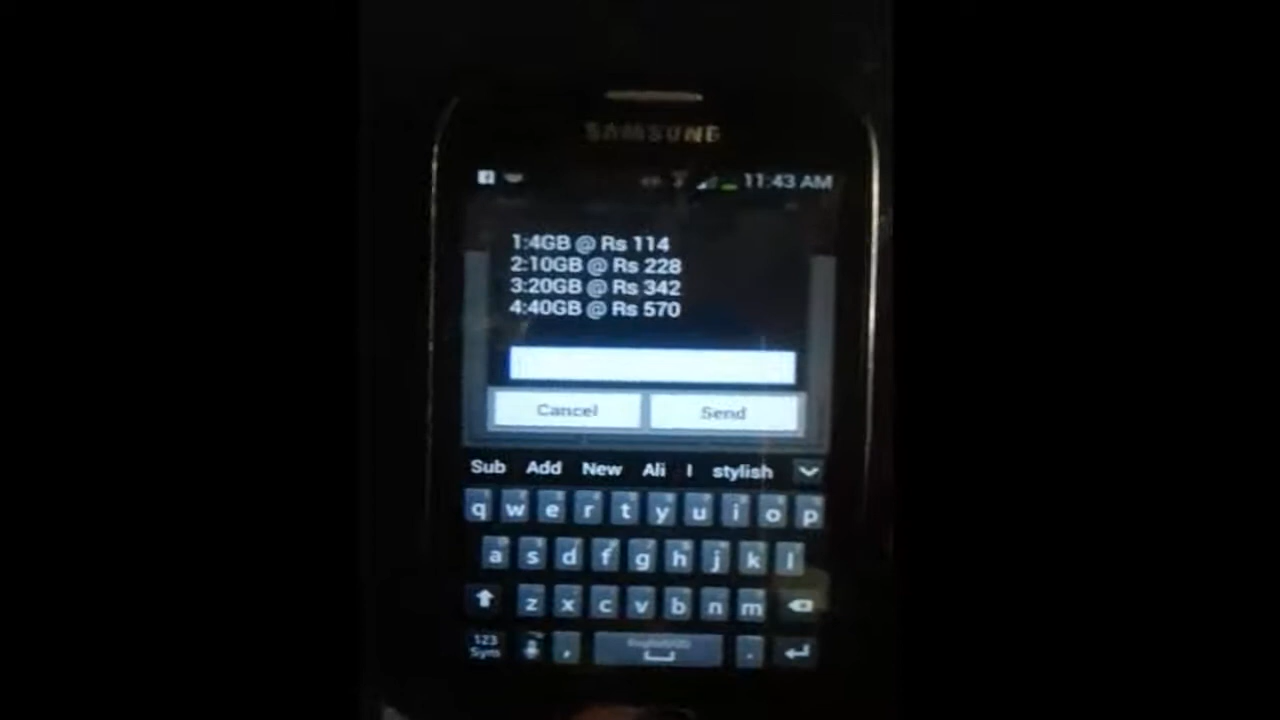 SAMSUNG
11:43 AM
1:4GB @ Rs 114
2:10GB @ Rs 228
3:20GB @ Rs 342
4:40GB @ Rs 570
Cancel Send
Sub Add New Ali I stylish
q w e r t y u i o p
a s d f g h j k l
z x c v b n m
123
Sym , .